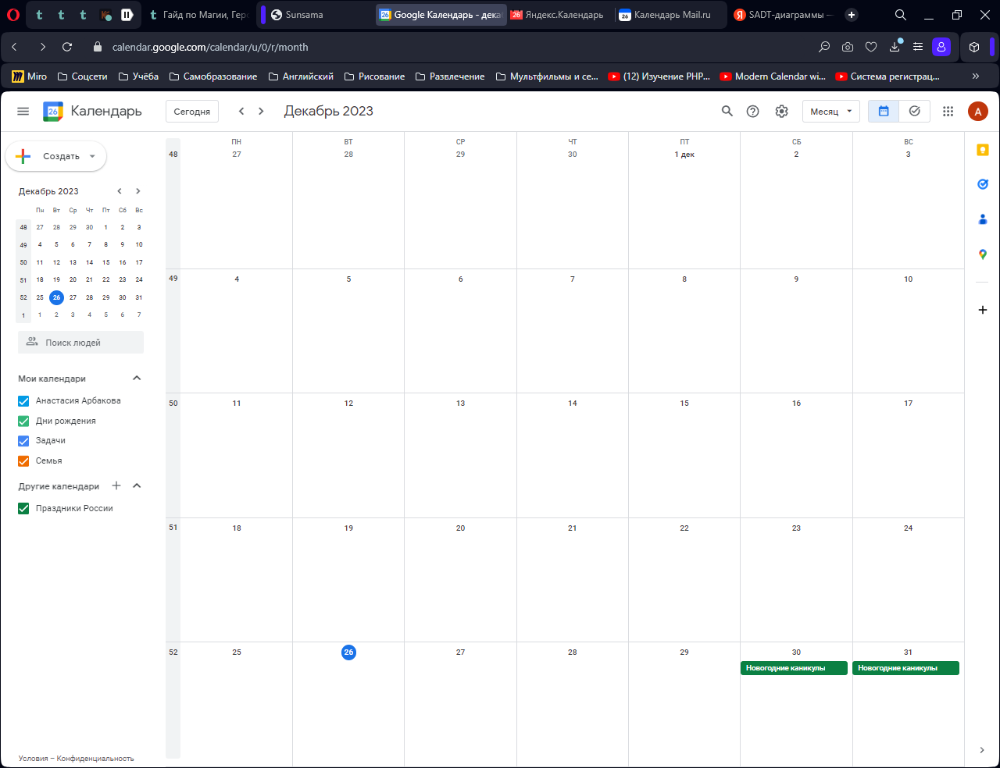 Гайд по Магии, Геро
Sunsama
Google Календарь - дека
Яндекс.Календарь
Календарь Mail.ru
SADT-диаграммы —
calendar.google.com/calendar/u/0/r/month
Miro
Соцсети
Учёба
Самобразование
Английский
Рисование
Развлечение
Мультфильмы и се...
(12) Изучение PHP...
Modern Calendar wi...
Система регистрац...
26 Календарь
Сегодня
Декабрь 2023
Месяц
А
Создать
Декабрь 2023
Пн Вт Ср Чт Пт Сб Вс
48 27 28 29 30 1 2 3
49 4 5 6 7 8 9 10
50 11 12 13 14 15 16 17
51 18 19 20 21 22 23 24
52 25 26 27 28 29 30 31
1 1 2 3 4 5 6 7
Поиск людей
Мои календари
Анастасия Арбакова
Дни рождения
Задачи
Семья
Другие календари
Праздники России
Условия – Конфиденциальность
ПН ВТ СР ЧТ ПТ СБ ВС
48 27 28 29 30 1 дек 2 3
49 4 5 6 7 8 9 10
50 11 12 13 14 15 16 17
51 18 19 20 21 22 23 24
52 25 26 27 28 29 30 31
Новогодние каникулы Новогодние каникулы